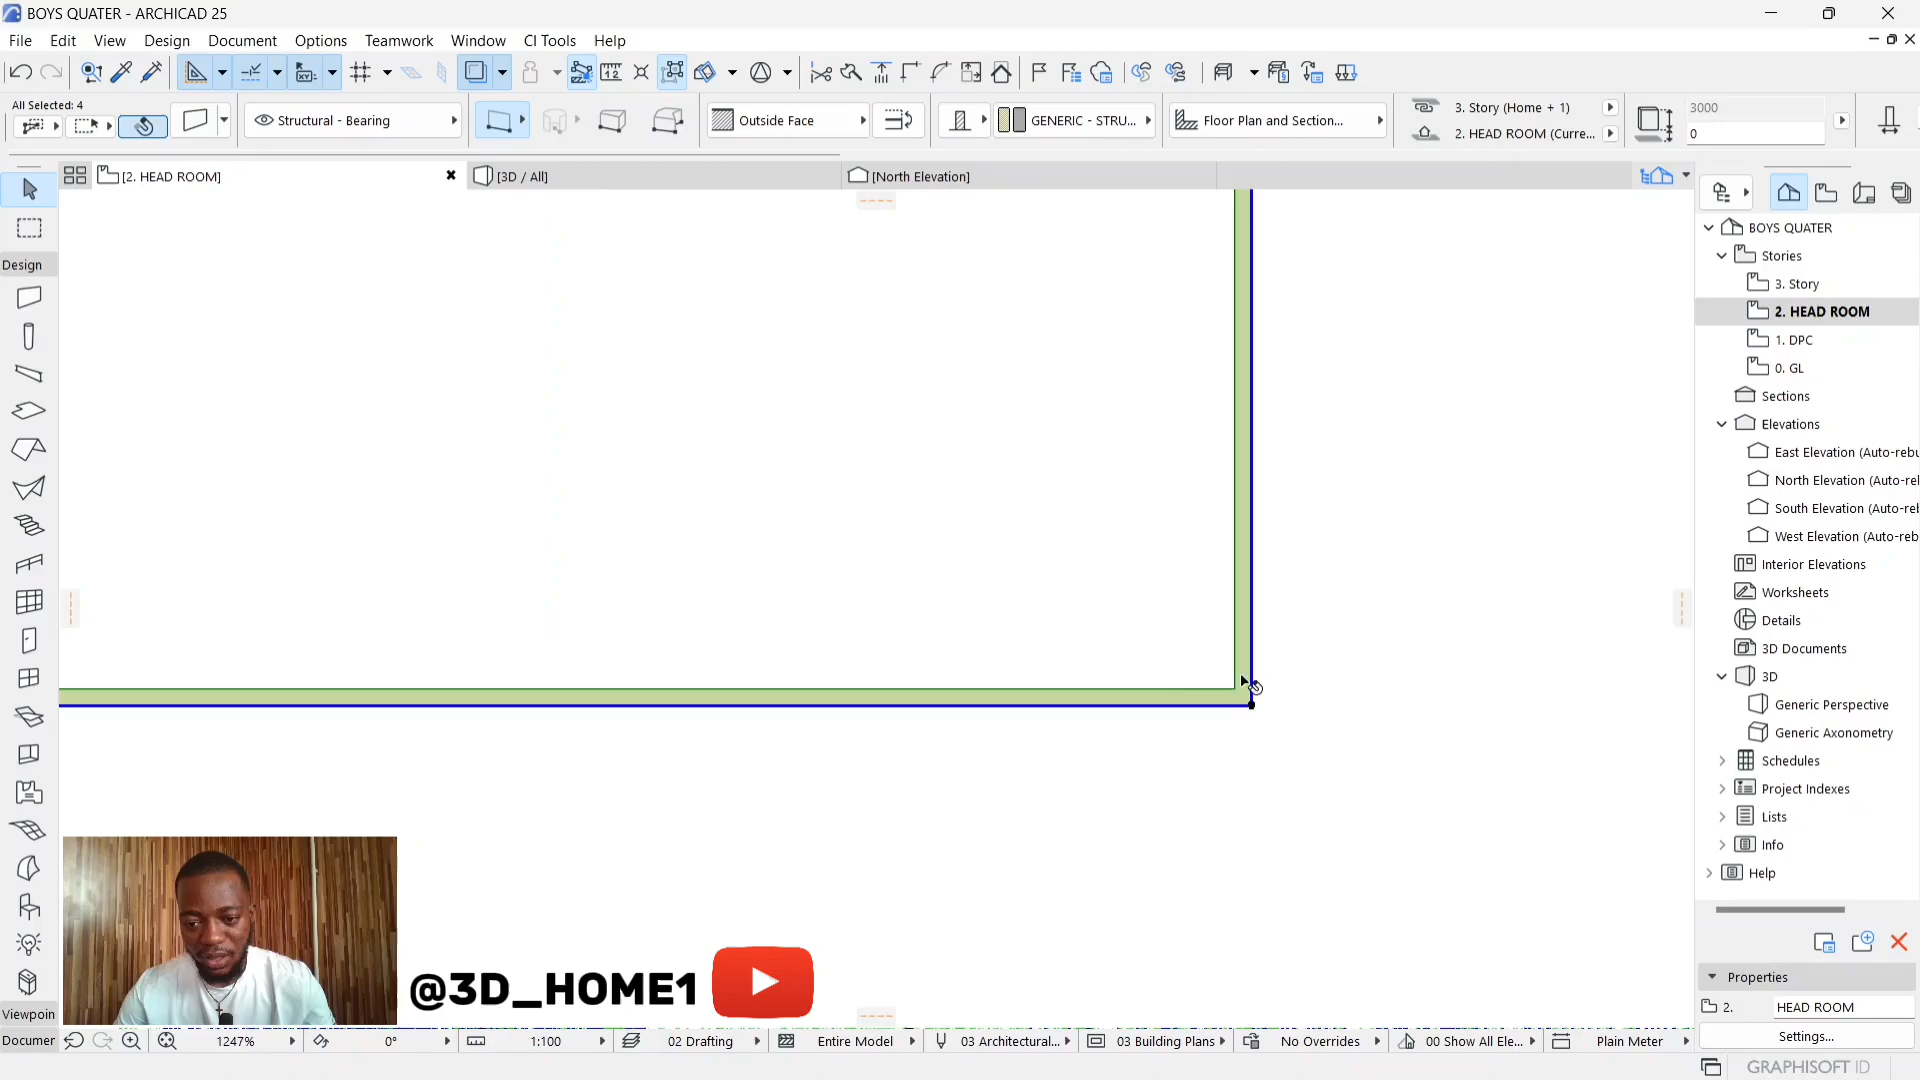 BOYS QUATER - ARCHICAD 25
File Edit View Design Document Options Teamwork Window CI Tools Help
All Selected: 4
Structural - Bearing
Outside Face
GENERIC - STRU...
Floor Plan and Section...
3. Story (Home + 1)
2. HEAD ROOM (Curre...
3000
0
[2. HEAD ROOM]
[3D / All]
[North Elevation]
Design
Viewpoin
Documer
BOYS QUATER
Stories
3. Story
2. HEAD ROOM
1. DPC
0. GL
Sections
Elevations
East Elevation (Auto-rebu
North Elevation (Auto-rel
South Elevation (Auto-rel
West Elevation (Auto-reb
Interior Elevations
Worksheets
Details
3D Documents
3D
Generic Perspective
Generic Axonometry
Schedules
Project Indexes
Lists
Info
Help
Properties
2. HEAD ROOM
Settings...
@3D_HOME1
1247% 0° 1:100 02 Drafting Entire Model 03 Architectural... 03 Building Plans No Overrides 00 Show All Ele... Plain Meter
GRAPHISOFT ID